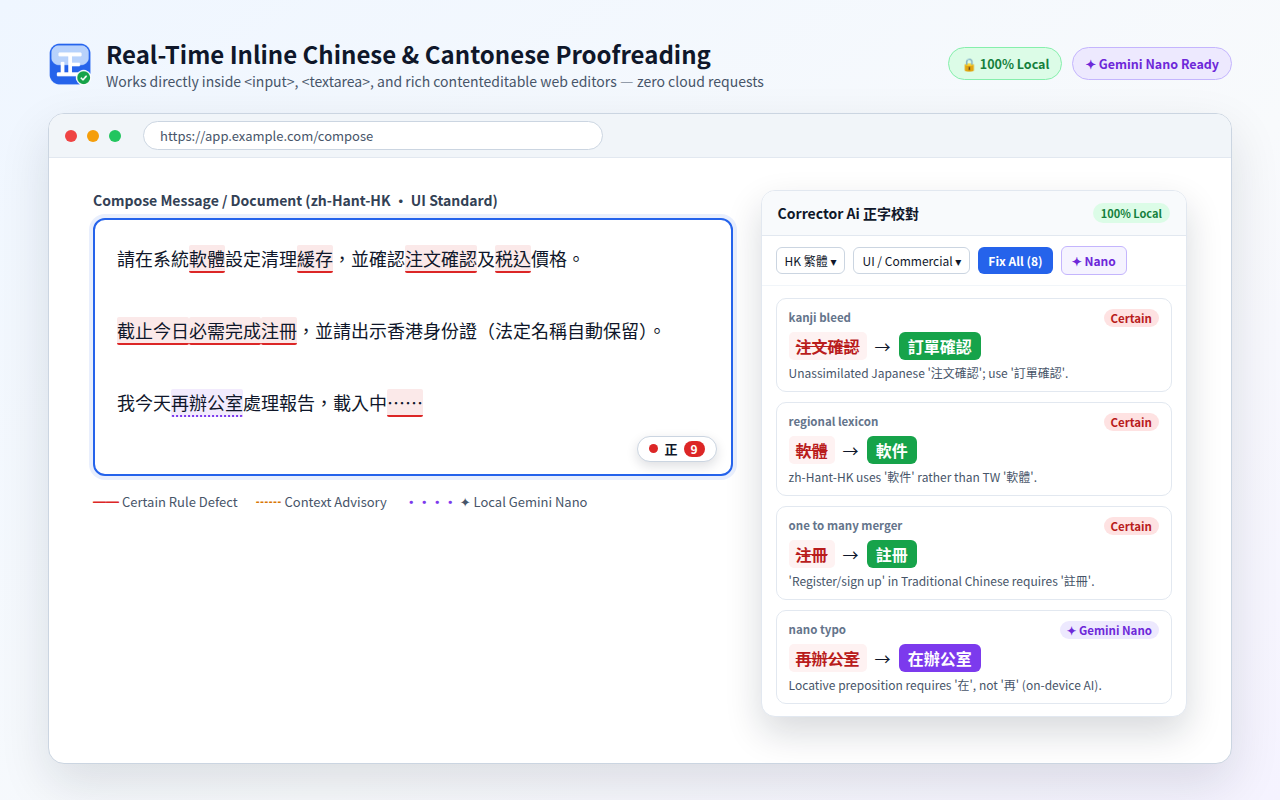 正
Real-Time Inline Chinese & Cantonese Proofreading
Works directly inside <input>, <textarea>, and rich contenteditable web editors — zero cloud requests
🔒 100% Local
✦ Gemini Nano Ready
https://app.example.com/compose
Compose Message / Document (zh-Hant-HK • UI Standard)
請在系統軟體設定清理緩存，並確認注文確認及税込價格。
截止今日必需完成注冊，並請出示香港身份證（法定名稱自動保留）。
我今天再辦公室處理報告，載入中⋯⋯
正 9
Certain Rule Defect
Context Advisory
✦ Local Gemini Nano
Corrector Ai 正字校對
100% Local
HK 繁體 ▾
UI / Commercial ▾
Fix All (8)
✦ Nano
kanji bleed
Certain
注文確認 → 訂單確認
Unassimilated Japanese '注文確認'; use '訂單確認'.
regional lexicon
Certain
軟體 → 軟件
zh-Hant-HK uses '軟件' rather than TW '軟體'.
one to many merger
Certain
注冊 → 註冊
'Register/sign up' in Traditional Chinese requires '註冊'.
nano typo
✦ Gemini Nano
再辦公室 → 在辦公室
Locative preposition requires '在', not '再' (on-device AI).